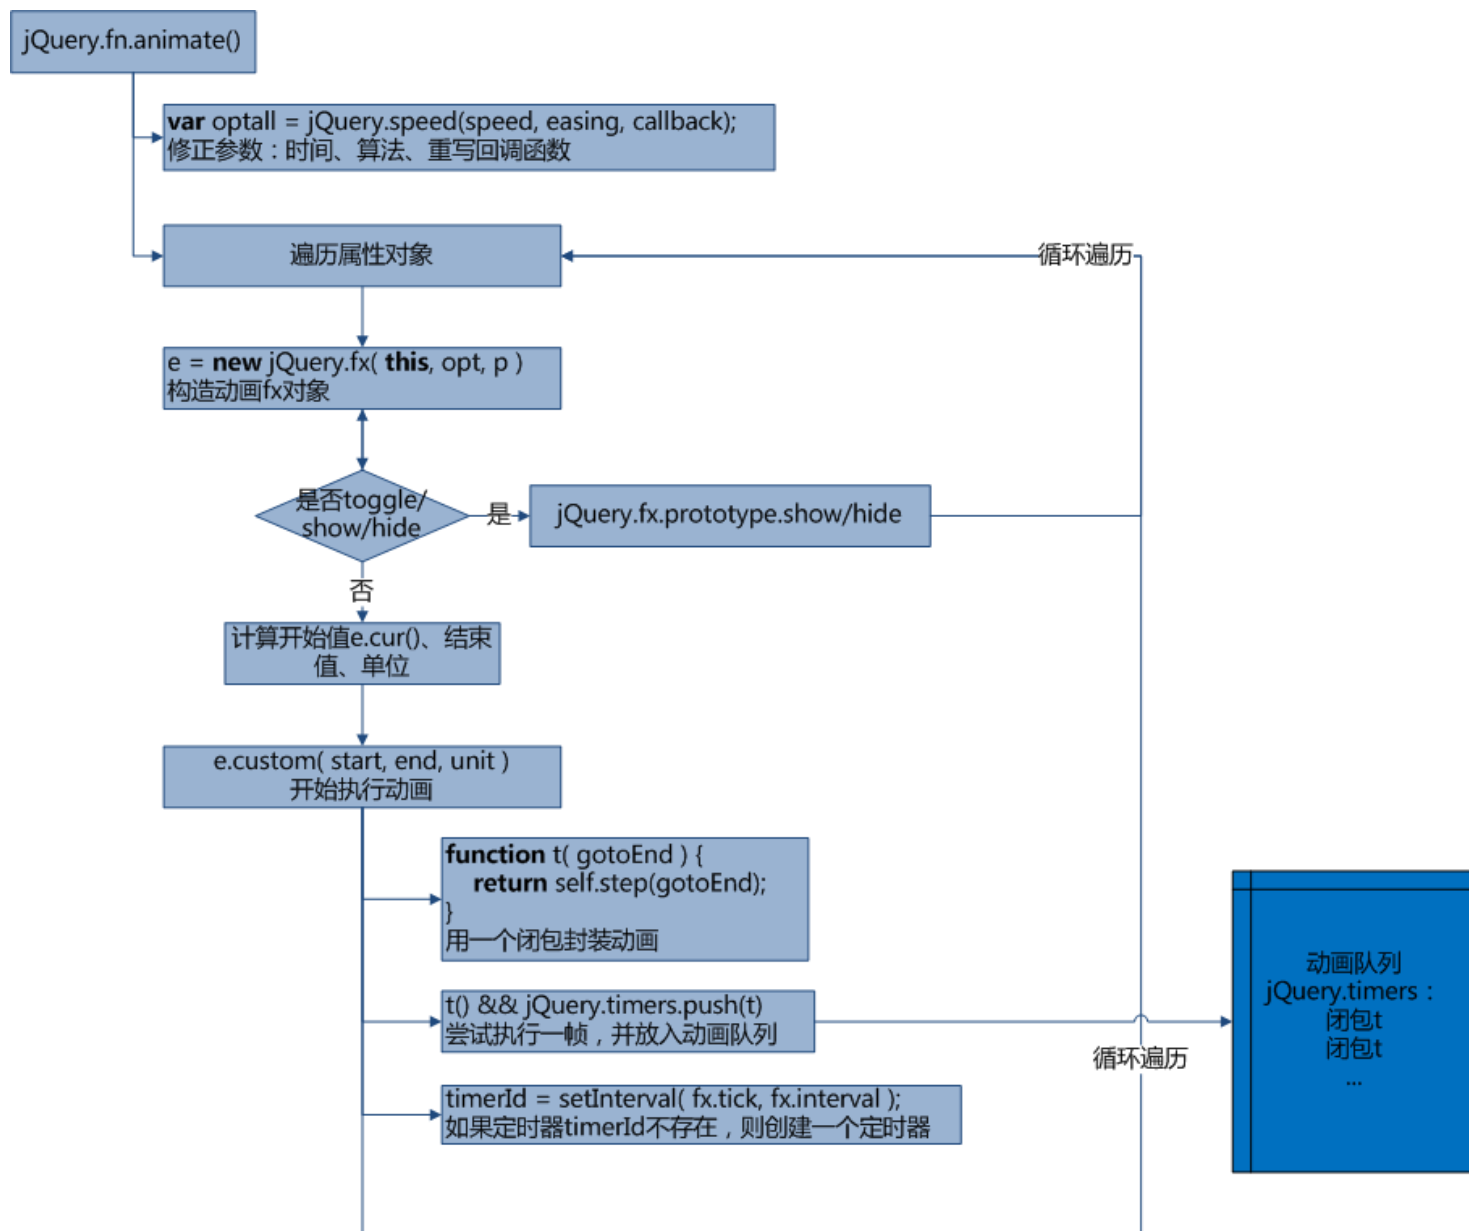 jQuery.fn.animate()
var optall = jQuery.speed(speed, easing, callback);
修正参数：时间、算法、重写回调函数
遍历属性对象
循环遍历
e = new jQuery.fx( this, opt, p )
构造动画fx对象
是否toggle/
show/hide
是
jQuery.fx.prototype.show/hide
否
计算开始值e.cur()、结束
值、单位
e.custom( start, end, unit )
开始执行动画
function t( gotoEnd ) {
return self.step(gotoEnd);
}
用一个闭包封装动画
t() && jQuery.timers.push(t)
尝试执行一帧，并放入动画队列
循环遍历
timerId = setInterval( fx.tick, fx.interval );
如果定时器timerId不存在，则创建一个定时器
动画队列
jQuery.timers：
闭包t
闭包t
...